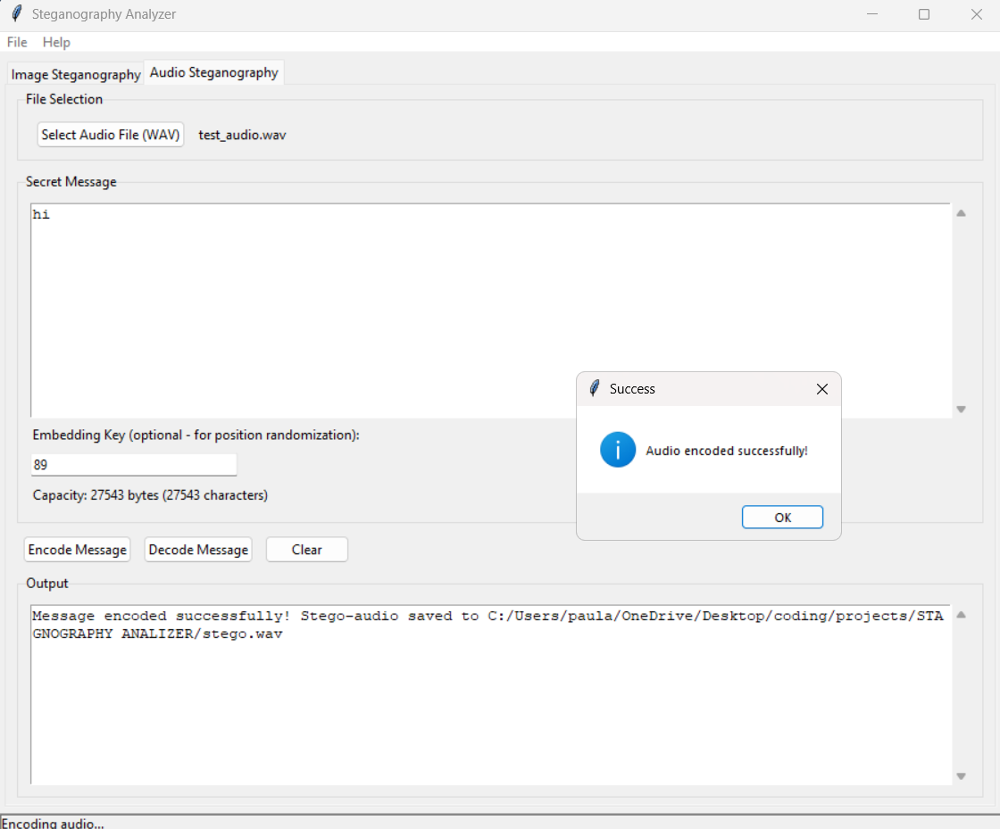 Steganography Analyzer
File Help
Image Steganography Audio Steganography
File Selection
Select Audio File (WAV) test_audio.wav
Secret Message
hi
Success
Audio encoded successfully!
OK
Embedding Key (optional - for position randomization):
89
Capacity: 27543 bytes (27543 characters)
Encode Message Decode Message Clear
Output
Message encoded successfully! Stego-audio saved to C:/Users/paula/OneDrive/Desktop/coding/projects/STA
GNOGRAPHY ANALIZER/stego.wav
Encoding audio...